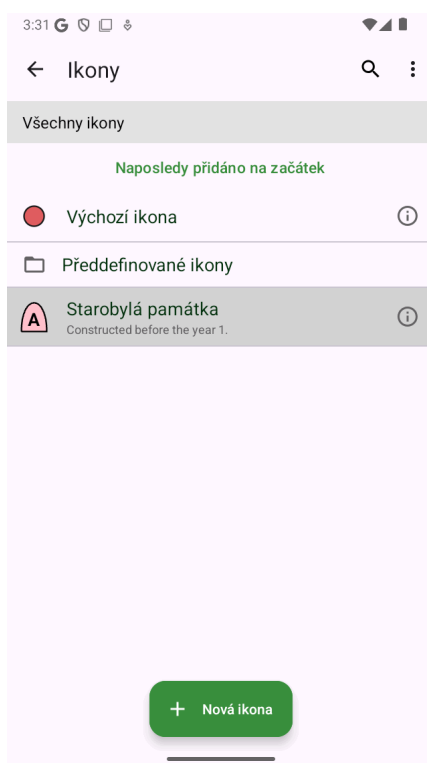 3:31
Ikony
Všechny ikony
Naposledy přidáno na začátek
Výchozí ikona
Předdefinované ikony
A
Starobylá památka
Constructed before the year 1.
Nová ikona